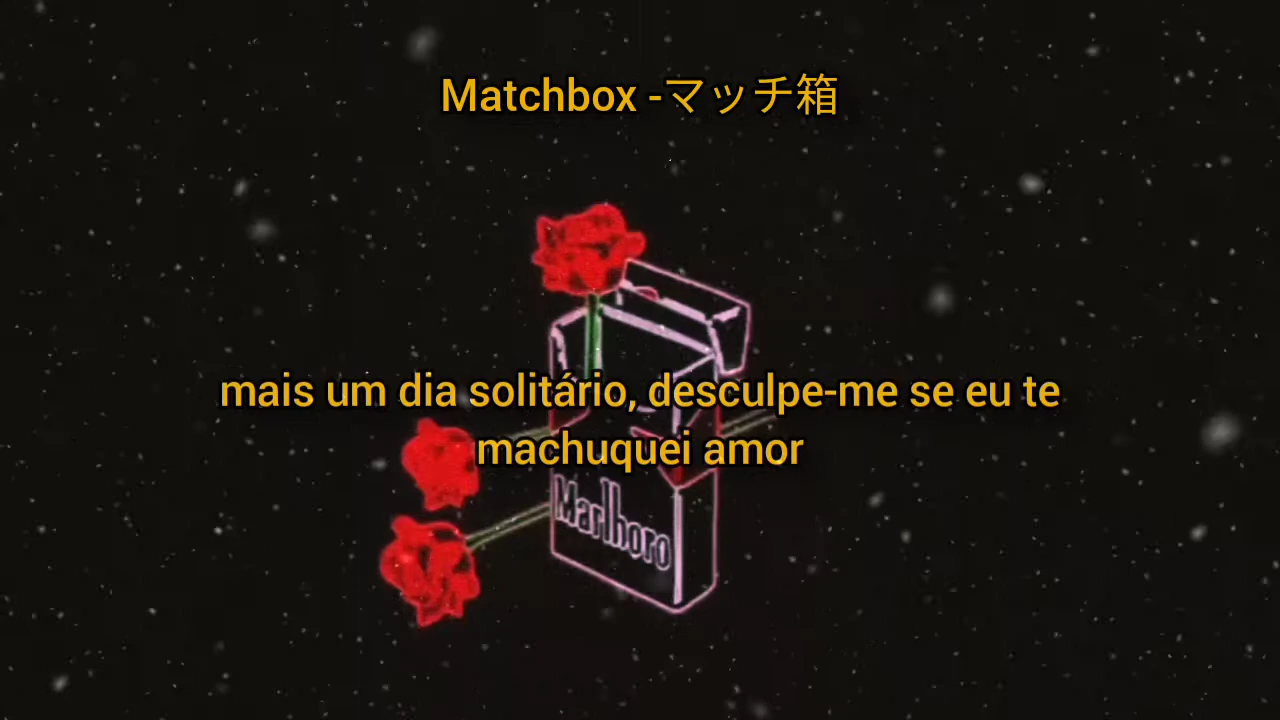 Matchbox -マッチ箱
mais um dia solitário, desculpe-me se eu te
machuquei amor
Marlboro